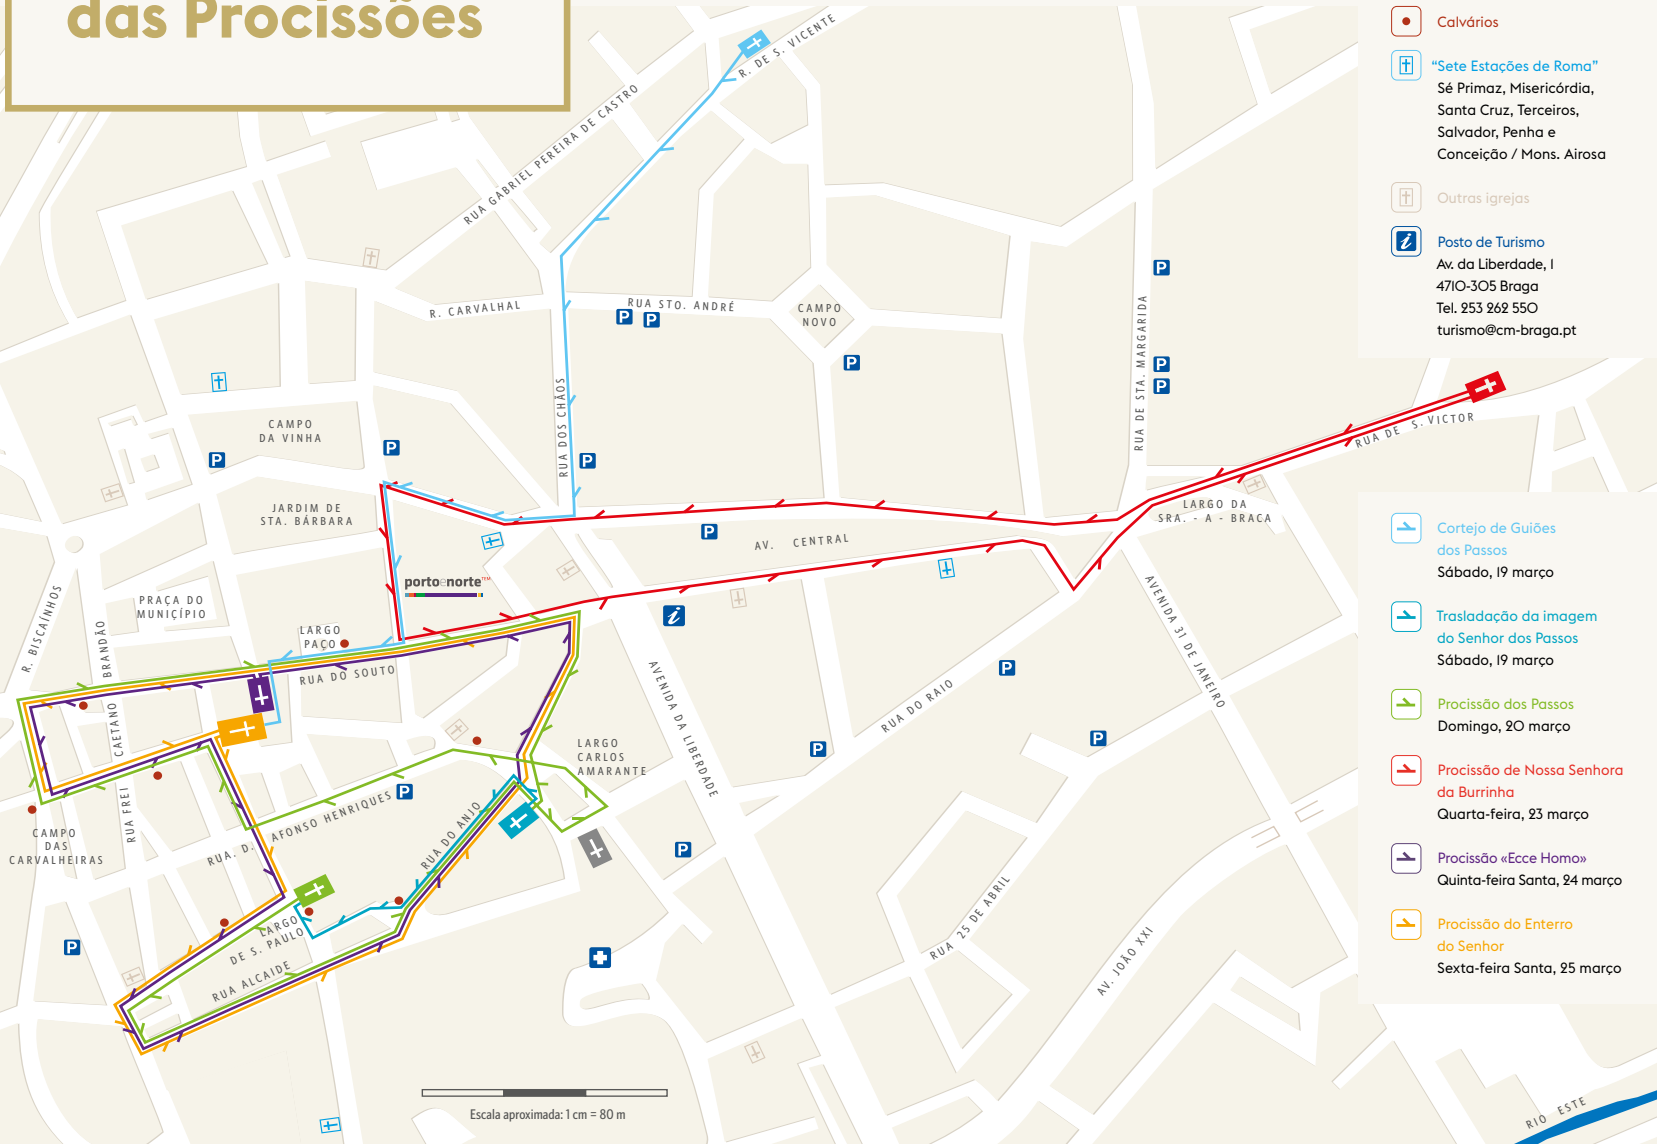 das Procissões
Calvários
“Sete Estações de Roma”
Sé Primaz, Misericórdia,
Santa Cruz, Terceiros,
Salvador, Penha e
Conceição / Mons. Airosa
Outras igrejas
i
Posto de Turismo
Av. da Liberdade, 1
4710-305 Braga
Tel. 253 262 550
turismo@cm-braga.pt
Cortejo de Guiões
dos Passos
Sábado, 19 março
Trasladação da imagem
do Senhor dos Passos
Sábado, 19 março
Procissão dos Passos
Domingo, 20 março
Procissão de Nossa Senhora
da Burrinha
Quarta-feira, 23 março
Procissão «Ecce Homo»
Quinta-feira Santa, 24 março
Procissão do Enterro
do Senhor
Sexta-feira Santa, 25 março
R. DE S. VICENTE
RUA GABRIEL PEREIRA DE CASTRO
R. CARVALHAL
RUA STO. ANDRÉ
CAMPO
NOVO
P
P
P
P
P
P
RUA DE STA. MARGARIDA
RUA DOS CHÃOS
RUA DE S. VICTOR
CAMPO
DA VINHA
P
P
P
JARDIM DE
STA. BÁRBARA
LARGO DA
SRA. - A - BRACA
P
AV. CENTRAL
portoenorte™
PRAÇA DO
MUNIÇÍPIO
R. BISCAÍNHOS
LARGO
PAÇO
i
AVENIDA 31 DE JANEIRO
RUA DO SOUTO
P
RUA DO RAIO
AVENIDA DA LIBERDADE
RUA FREI CAETANO BRANDÃO
LARGO
CARLOS
AMARANTE
P
P
P
RUA. D. AFONSO HENRIQUES
RUA DO ANJO
CAMPO
DAS
CARVALHEIRAS
P
LARGO
DE S. PAULO
RUA ALCAIDE
P
RUA 25 DE ABRIL
AV. JOÃO XXI
Escala aproximada: 1 cm = 80 m
RIO ESTE